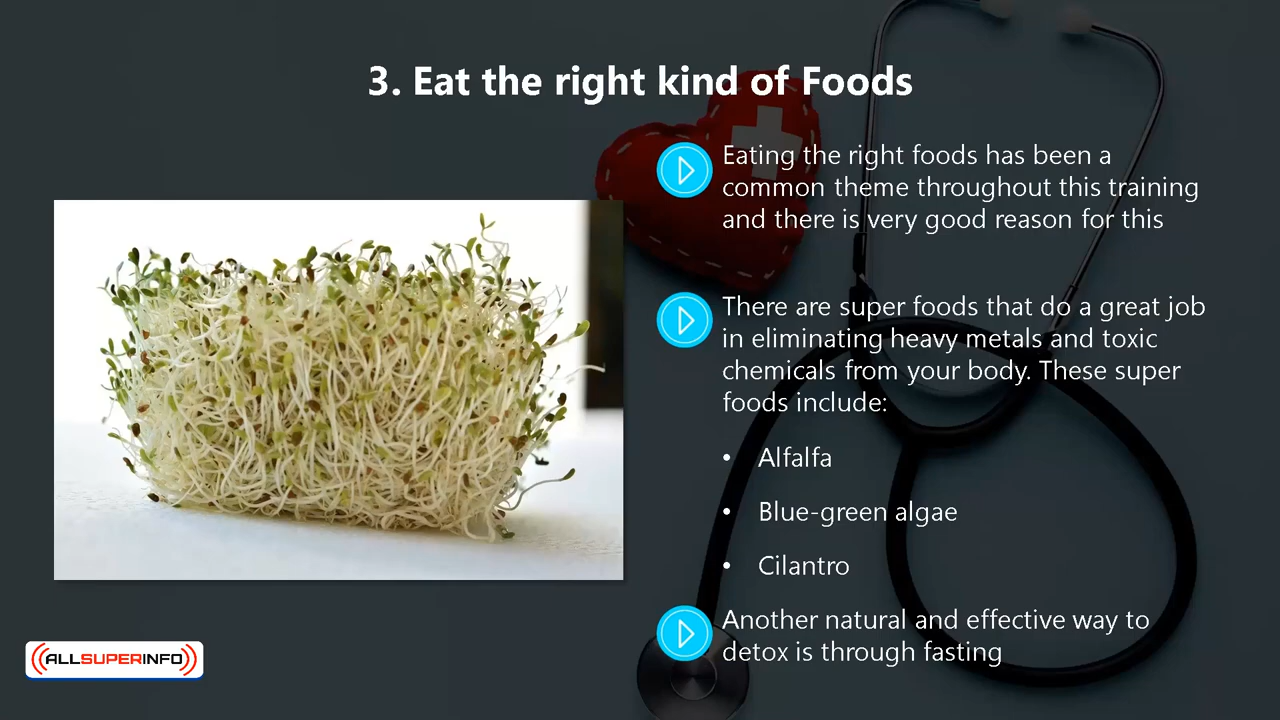 3. Eat the right kind of Foods
Eating the right foods has been a
common theme throughout this training
and there is very good reason for this
There are super foods that do a great job
in eliminating heavy metals and toxic
chemicals from your body. These super
foods include:
• Alfalfa
• Blue-green algae
• Cilantro
Another natural and effective way to
detox is through fasting
ALLSUPERINFO